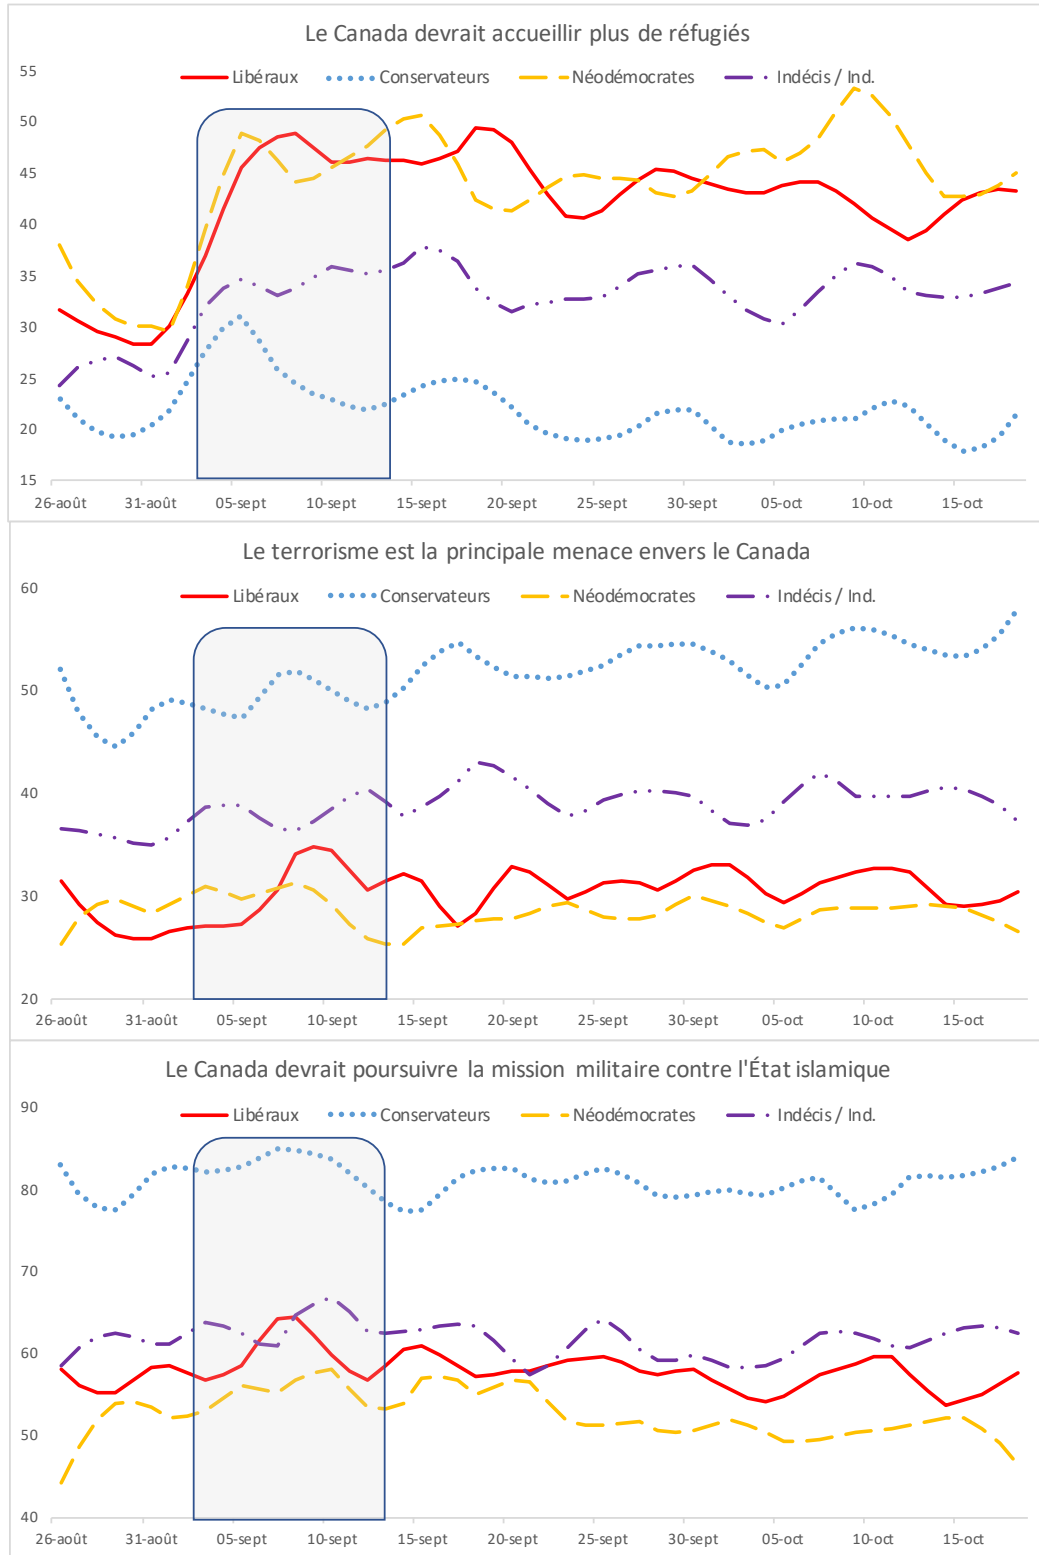 Le Canada devrait accueillir plus de réfugiés
55
Libéraux Conservateurs Néodémocrates Indécis / Ind.
50
45
40
35
30
25
20
15
26-août 31-août 05-sept 10-sept 15-sept 20-sept 25-sept 30-sept 05-oct 10-oct 15-oct
Le terrorisme est la principale menace envers le Canada
60
Libéraux Conservateurs Néodémocrates Indécis / Ind.
50
40
30
20
26-août 31-août 05-sept 10-sept 15-sept 20-sept 25-sept 30-sept 05-oct 10-oct 15-oct
Le Canada devrait poursuivre la mission militaire contre l'État islamique
90
Libéraux Conservateurs Néodémocrates Indécis / Ind.
80
70
60
50
40
26-août 31-août 05-sept 10-sept 15-sept 20-sept 25-sept 30-sept 05-oct 10-oct 15-oct